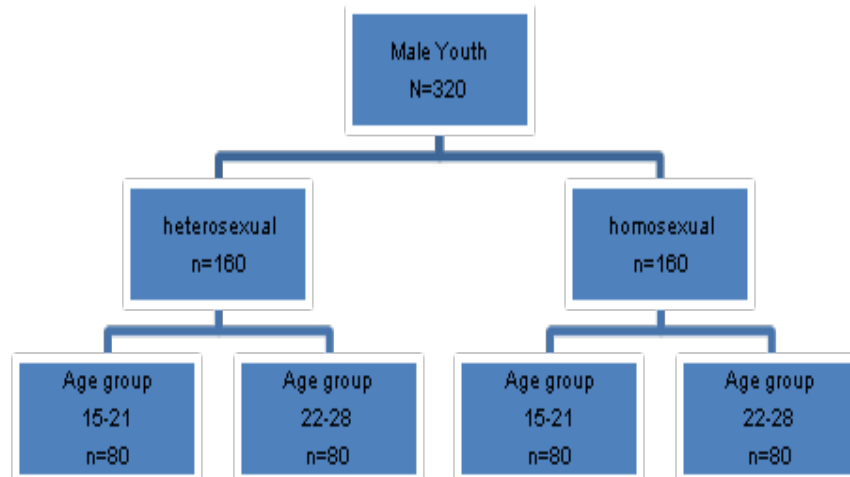 Male Youth
N=320
heterosexual
n=160
homosexual
n=160
Age group
15-21
n=80
Age group
22-28
n=80
Age group
15-21
n=80
Age group
22-28
n=80